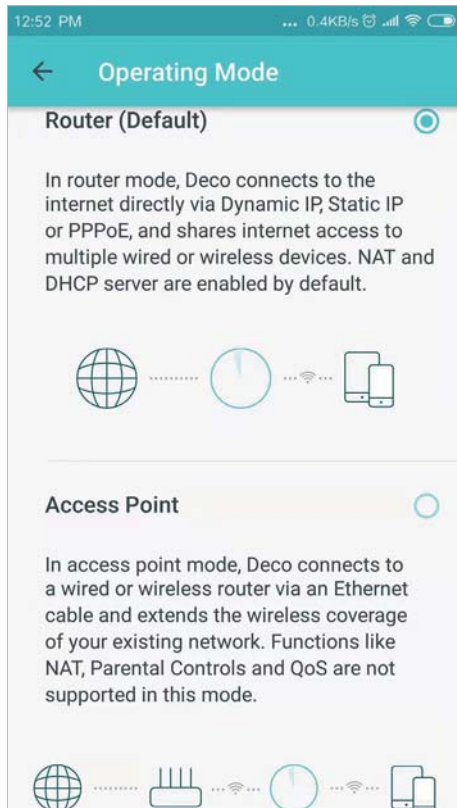 12:52 PM ... 0.4KB/s
Operating Mode
Router (Default)
In router mode, Deco connects to the
internet directly via Dynamic IP, Static IP
or PPPoE, and shares internet access to
multiple wired or wireless devices. NAT and
DHCP server are enabled by default.
Access Point
In access point mode, Deco connects to
a wired or wireless router via an Ethernet
cable and extends the wireless coverage
of your existing network. Functions like
NAT, Parental Controls and QoS are not
supported in this mode.